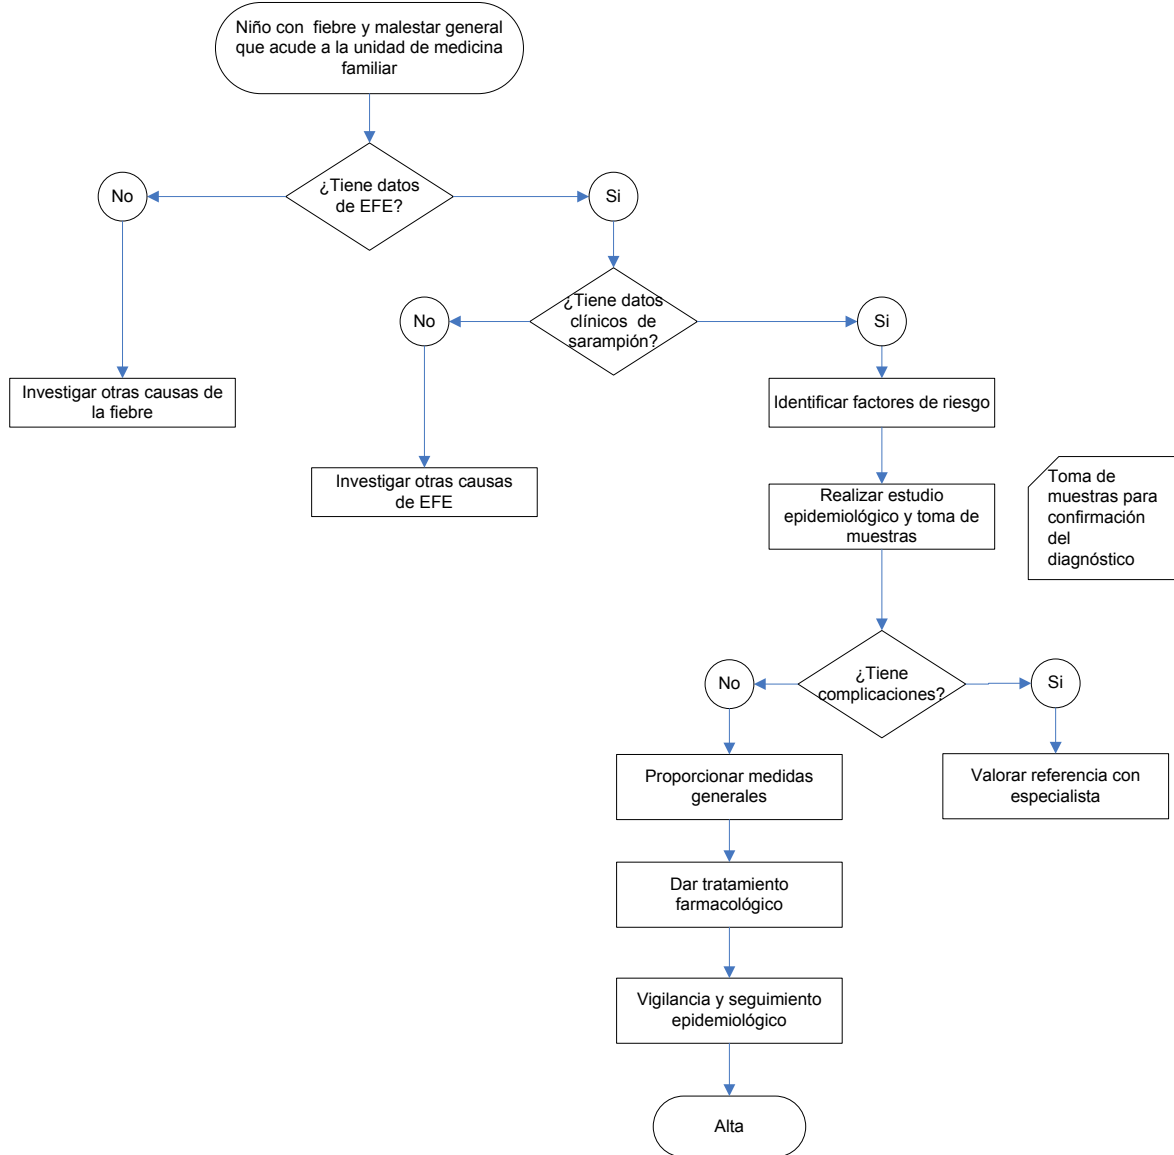 Niño con fiebre y malestar general
que acude a la unidad de medicina
familiar
¿Tiene datos
de EFE?
No
Si
¿Tiene datos
clínicos de
sarampión?
No
Si
Investigar otras causas de
la fiebre
Identificar factores de riesgo
Investigar otras causas
de EFE
Realizar estudio
epidemiológico y toma de
muestras
Toma de
muestras para
confirmación
del
diagnóstico
¿Tiene
complicaciones?
No
Si
Proporcionar medidas
generales
Valorar referencia con
especialista
Dar tratamiento
farmacológico
Vigilancia y seguimiento
epidemiológico
Alta